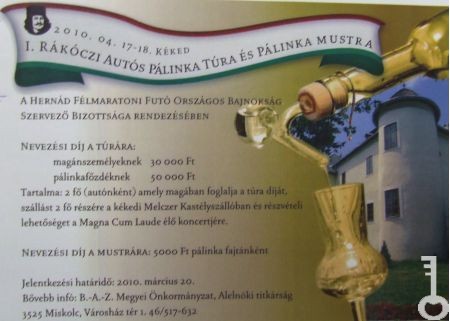 2010. 04. 17-18. Kéked
I. Rákóczi Autós Pálinka Túra és Pálinka mustra
A Hernád Félmaratoni Futó Országos Bajnokság
Szervező Bizottsága rendezésében
Nevezési díj a túrára:
magánszemélyeknek 30 000 Ft
pálinkafőzdéknek 50 000 Ft
Tartalma: 2 fő (autónként) amely magában foglalja a túra díját,
szállást 2 fő részére a kékedi Melczer Kastélyszállóban és részvételi
lehetőséget a Magna Cum Laude élő koncertjére.
Nevezési díj a mustrára: 5000 Ft pálinka fajtánként
Jelentkezési határidő: 2010. március 20.
Bővebb infó: B.-A.-Z. Megyei Önkormányzat, Alelnöki titkárság
3525 Miskolc, Városház tér 1. 46/517-632